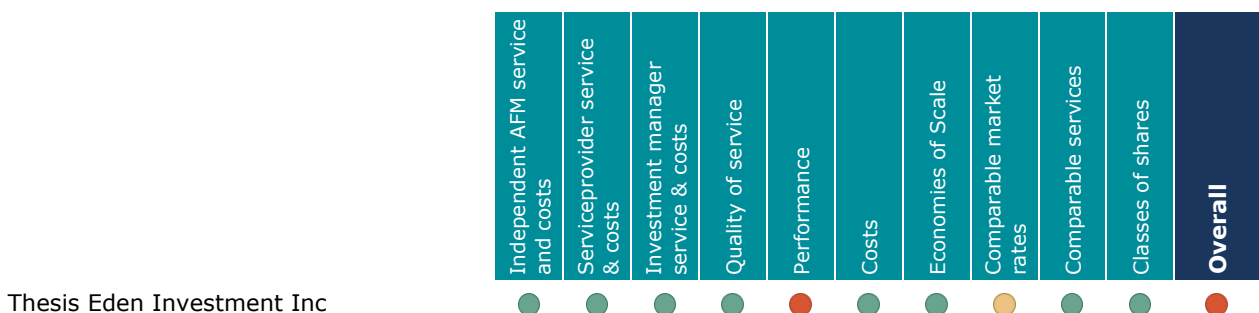 Independent AFM service
and costs
Serviceprovider service
& costs
Investment manager
service & costs
Quality of service
Performance
Costs
Economies of Scale
Comparable market
rates
Comparable services
Classes of shares
Overall
Thesis Eden Investment Inc